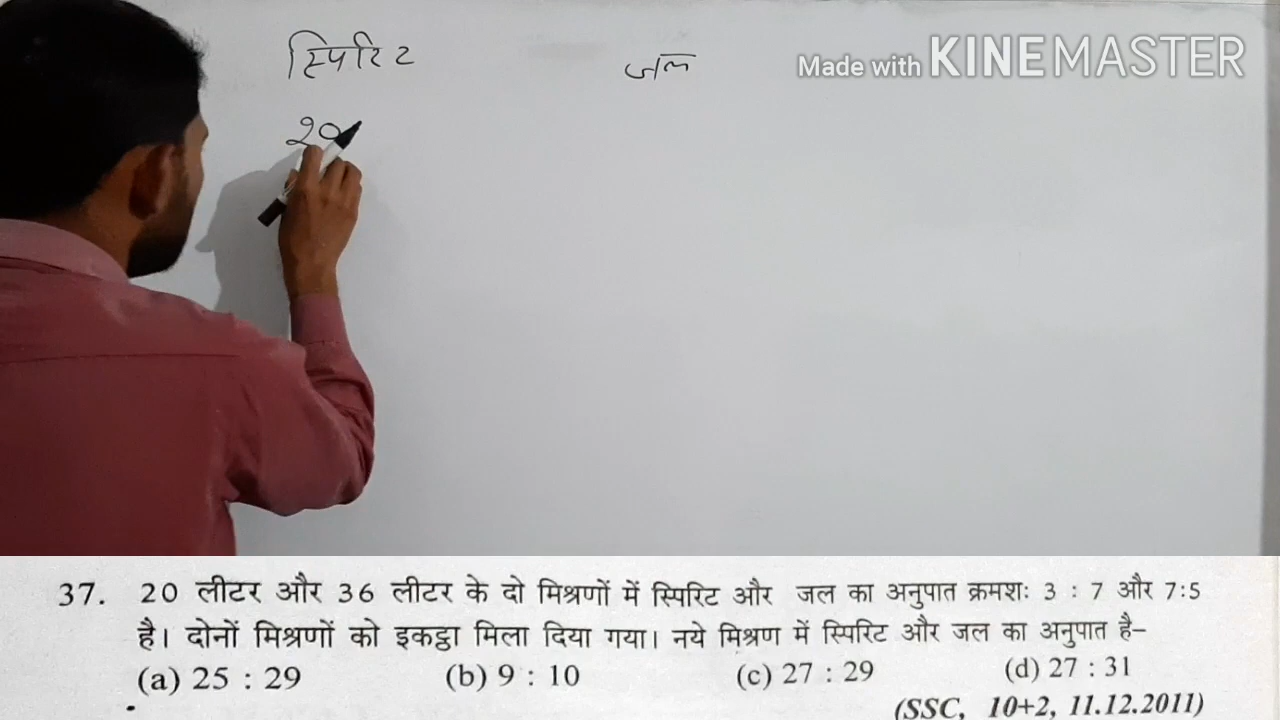 स्पिरिट
जल
Made with KINEMASTER
20
37. 20 लीटर और 36 लीटर के दो मिश्रणों में स्पिरिट और जल का अनुपात क्रमशः 3 : 7 और 7:5
है। दोनों मिश्रणों को इकट्ठा मिला दिया गया। नये मिश्रण में स्पिरिट और जल का अनुपात है–
(a) 25 : 29 (b) 9 : 10 (c) 27 : 29 (d) 27 : 31
(SSC, 10+2, 11.12.2011)